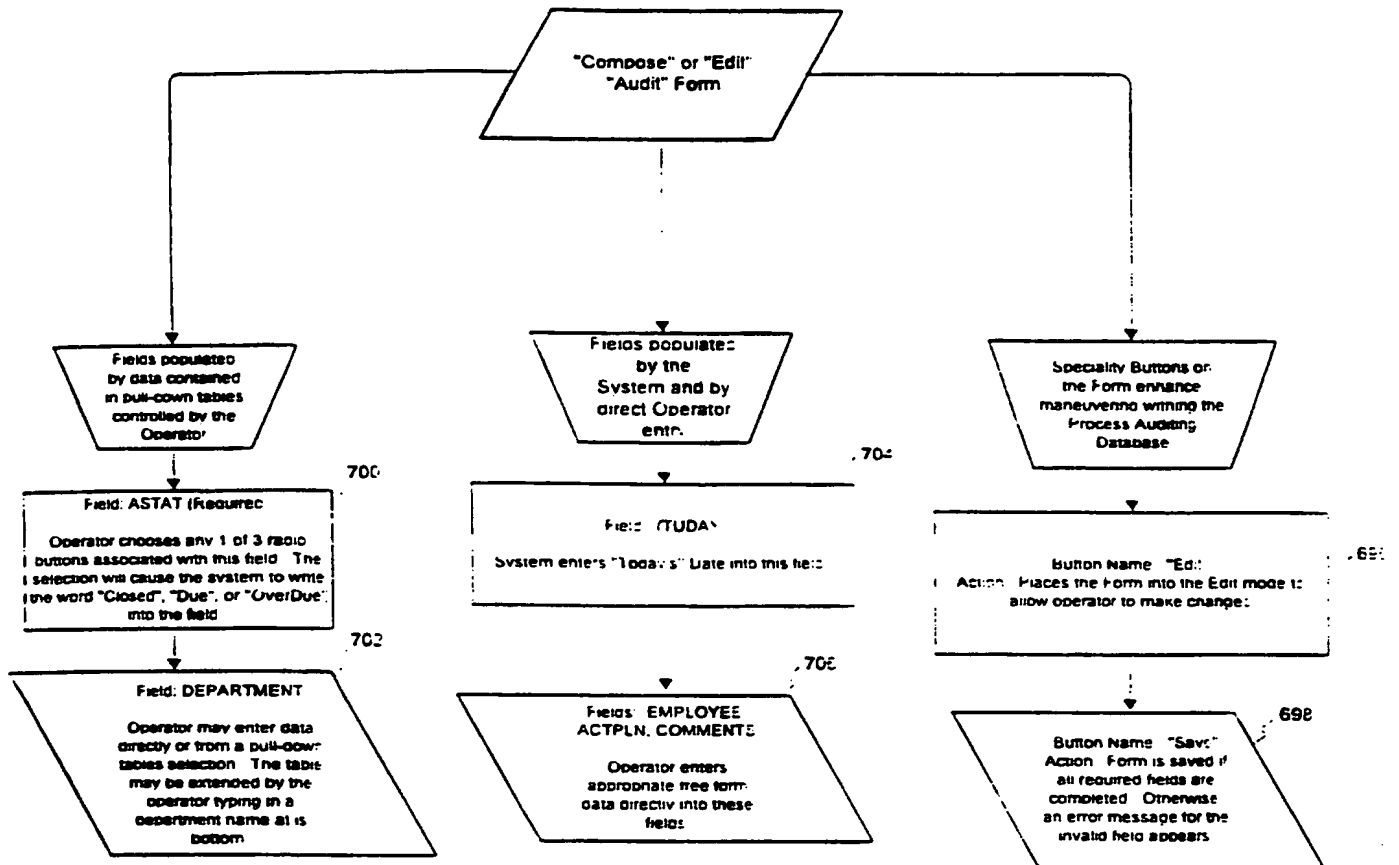 "Compose" or "Edit"
"Audit" Form
Fields populated
by data contained
in pull-down tables
controlled by the
Operator
700
Field: ASTAT (Required
Operator chooses any 1 of 3 radio
buttons associated with this field The
selection will cause the system to write
the word "Closed", "Due", or "OverDue"
into the field
702
Field: DEPARTMENT
Operator may enter data
directly or from a pull-down
tables selection The table
may be extended by the
operator typing in a
department name at is
bottom
Fields populated
by the
System and by
direct Operator
704
Field
System enters "Today's" Date into this field
706
Fields: EMPLOYEE
ACTPLN, COMMENTS
Operator enters
appropriate free form
data directly into these
fields
Speciality Buttons on
the Form enhance
maneuvering withing the
Process Auditing
Database
Button Name "Edit
Action Places the Form into the Edit mode to
allow operator to make changes
698
Button Name "Save"
Action Form is saved if
all required fields are
completed Otherwise
an error message for the
invalid field appears